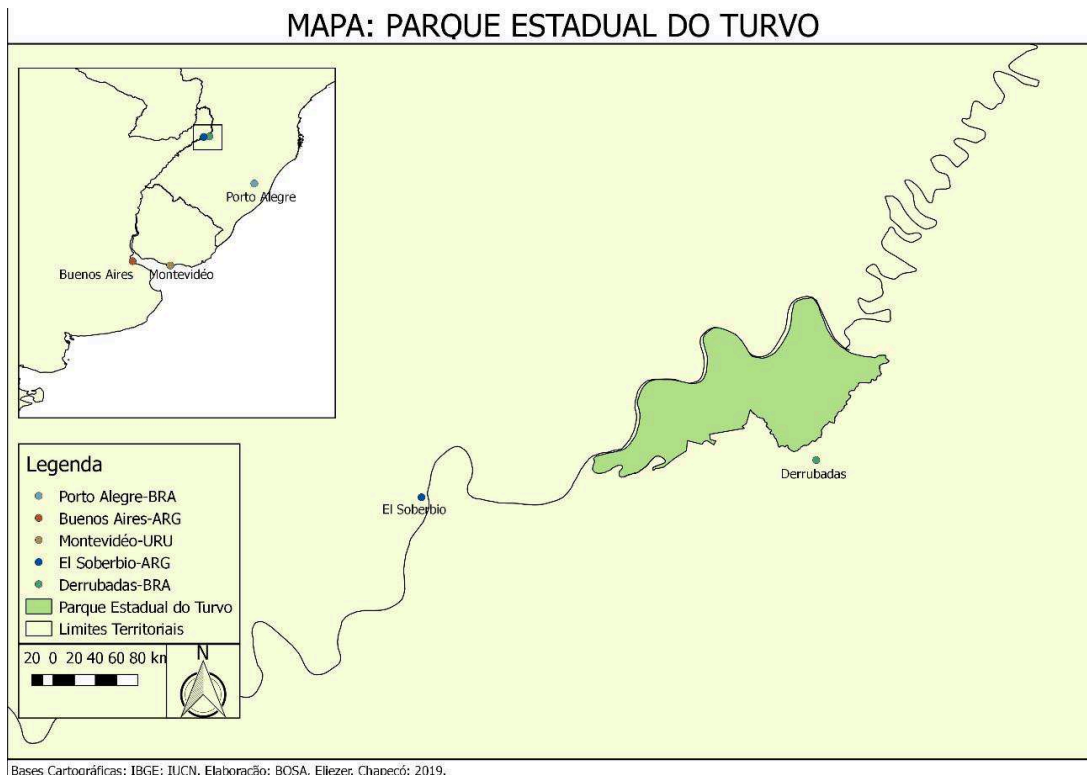 MAPA: PARQUE ESTADUAL DO TURVO
Porto Alegre
Buenos Aires
Montevidéo
Derrubadas
El Soberbio
Legenda
Porto Alegre-BRA
Buenos Aires-ARG
Montevidéo-URU
El Soberbio-ARG
Derrubadas-BRA
Parque Estadual do Turvo
Limites Territoriais
20 0 20 40 60 80 km
N
Bases Cartográficas: IBGE; IUCN. Elaboração: BOSA, Eliezer. Chapecó: 2019.